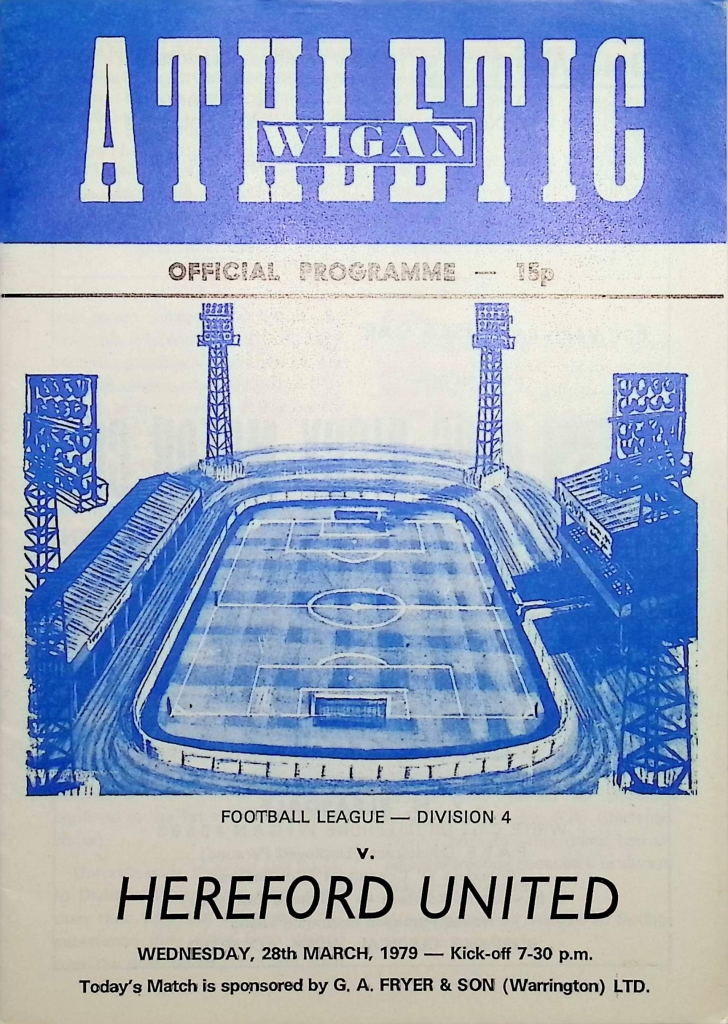 ATHLETIC
WIGAN
OFFICIAL PROGRAMME — 15p
FOOTBALL LEAGUE — DIVISION 4
v.
HEREFORD UNITED
WEDNESDAY, 28th MARCH, 1979 — Kick-off 7-30 p.m.
Today's Match is sponsored by G. A. FRYER & SON (Warrington) LTD.